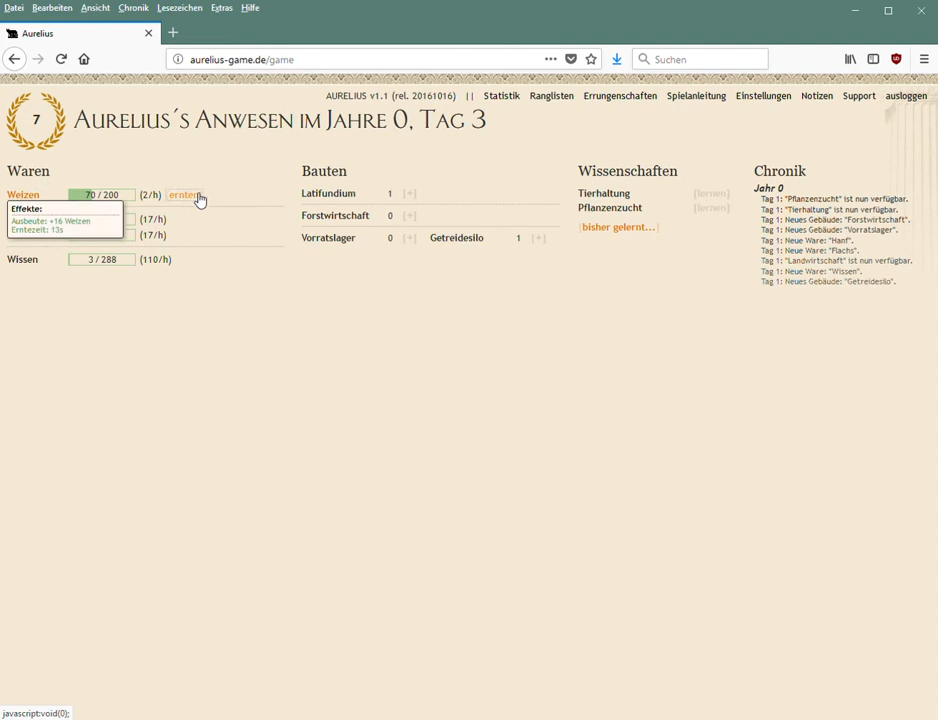 Datei Bearbeiten Ansicht Chronik Lesezeichen Extras Hilfe
Aurelius
aurelius-game.de/game
Suchen
AURELIUS v1.1 (rel. 20161016) || Statistik Ranglisten Errungenschaften Spielanleitung Einstellungen Notizen Support ausloggen
7
AURELIUS´S ANWESEN IM JAHRE 0, TAG 3
Waren
Weizen 70 / 200 (2/h) ernten
Effekte:
Ausbeute: +16 Weizen
Erntezeit: 13s
(17/h)
(17/h)
Wissen 3 / 288 (110/h)
Bauten
Latifundium 1 [+]
Forstwirtschaft 0 [+]
Vorratslager 0 [+] Getreidesilo 1 [+]
Wissenschaften
Tierhaltung [lernen]
Pflanzenzucht [lernen]
[bisher gelernt...]
Chronik
Jahr 0
Tag 1: "Pflanzenzucht" ist nun verfügbar.
Tag 1: "Tierhaltung" ist nun verfügbar.
Tag 1: Neues Gebäude: "Forstwirtschaft".
Tag 1: Neues Gebäude: "Vorratslager".
Tag 1: Neue Ware: "Hanf".
Tag 1: Neue Ware: "Flachs".
Tag 1: "Landwirtschaft" ist nun verfügbar.
Tag 1: Neue Ware: "Wissen".
Tag 1: Neues Gebäude: "Getreidesilo".
javascript:void(0);